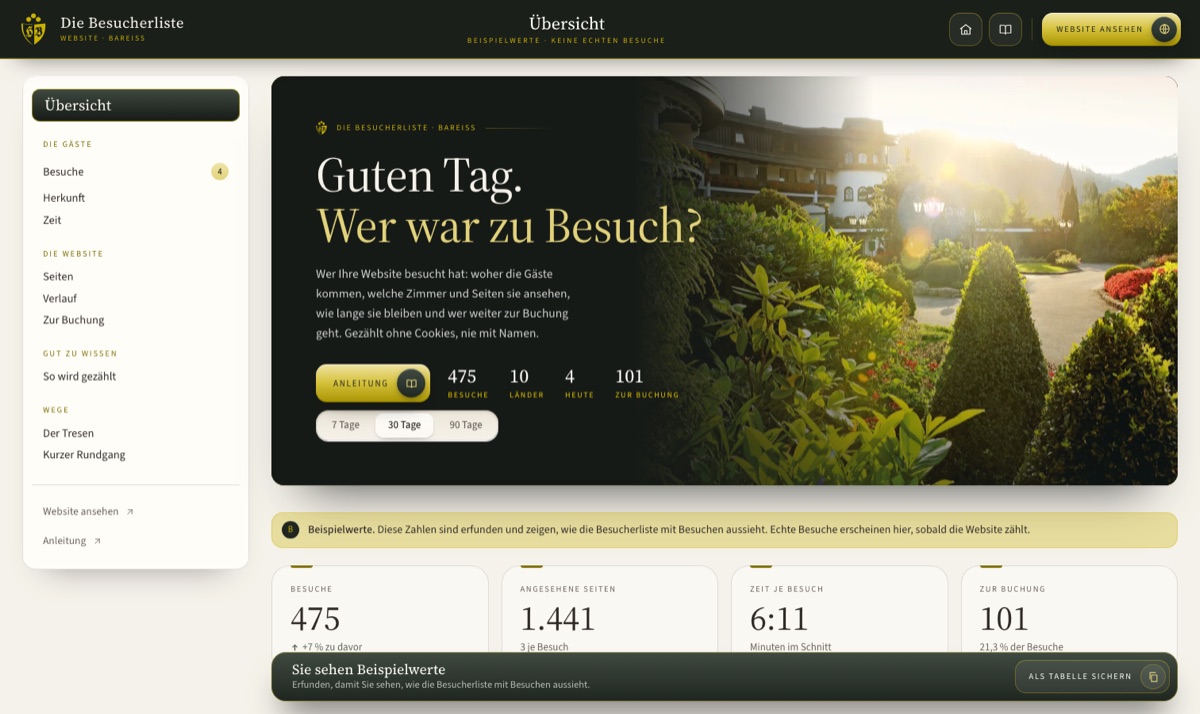 Die Besucherliste
WEBSITE · BAREISS
Übersicht
BEISPIELWERTE · KEINE ECHTEN BESUCHE
WEBSITE ANSEHEN
Übersicht
DIE GÄSTE
Besuche 4
Herkunft
Zeit
DIE WEBSITE
Seiten
Verlauf
Zur Buchung
GUT ZU WISSEN
So wird gezählt
WEGE
Der Tresen
Kurzer Rundgang
Website ansehen
Anleitung
DIE BESUCHERLISTE · BAREISS
Guten Tag.
Wer war zu Besuch?
Wer Ihre Website besucht hat: woher die Gäste
kommen, welche Zimmer und Seiten sie ansehen,
wie lange sie bleiben und wer weiter zur Buchung
geht. Gezählt ohne Cookies, nie mit Namen.
ANLEITUNG
475 10 4 101
BESUCHE LÄNDER HEUTE ZUR BUCHUNG
7 Tage 30 Tage 90 Tage
B Beispielwerte. Diese Zahlen sind erfunden und zeigen, wie die Besucherliste mit Besuchen aussieht. Echte Besuche erscheinen hier, sobald die Website zählt.
BESUCHE
475
↑ +7 % zu davor
ANGESEHENE SEITEN
1.441
3 je Besuch
ZEIT JE BESUCH
6:11
Minuten im Schnitt
ZUR BUCHUNG
101
21,3 % der Besuche
Sie sehen Beispielwerte
Erfunden, damit Sie sehen, wie die Besucherliste mit Besuchen aussieht.
ALS TABELLE SICHERN